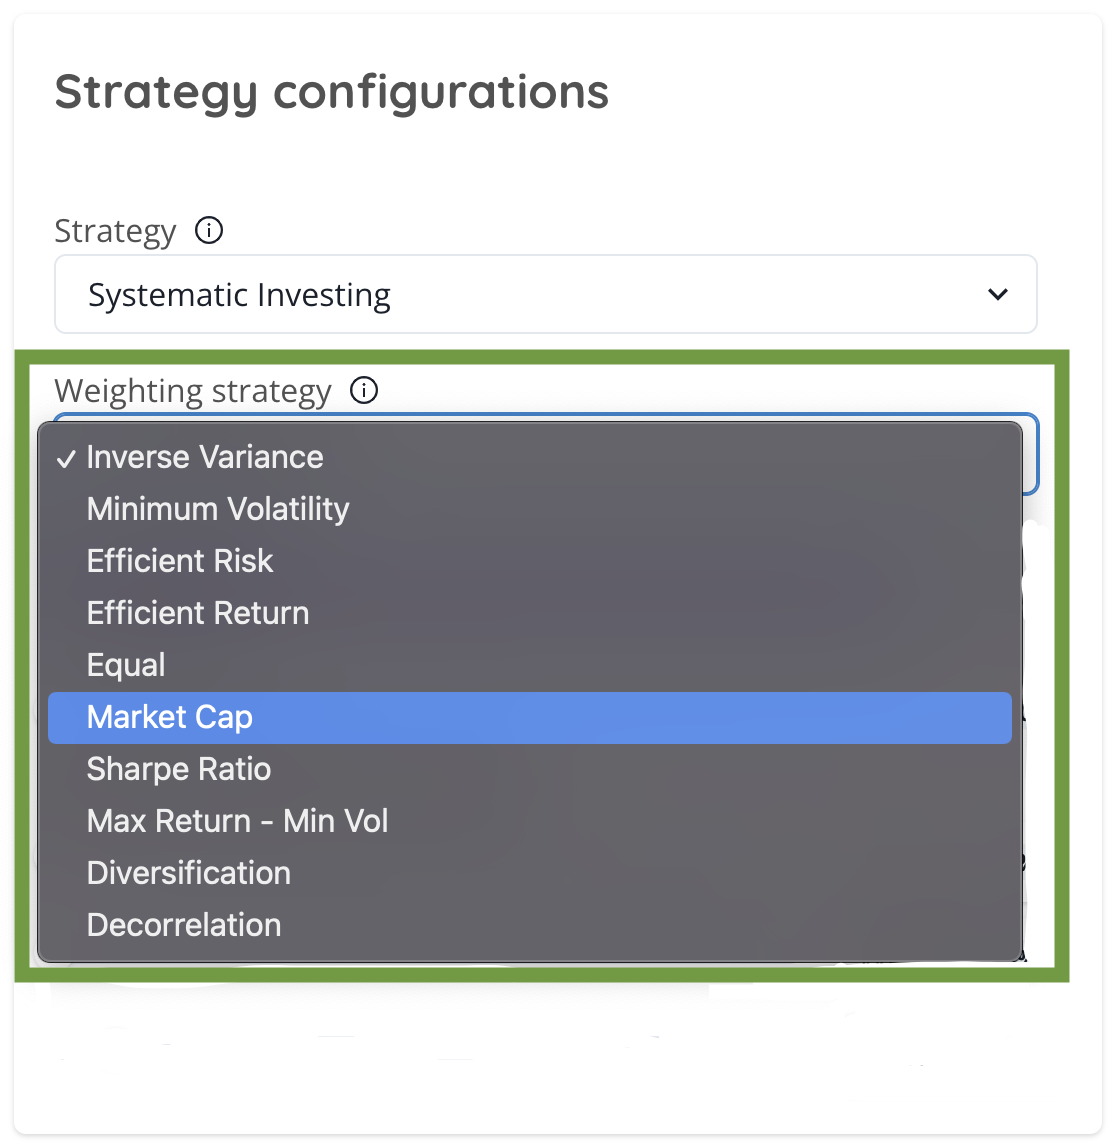 Strategy configurations
Strategy
Systematic Investing
Weighting strategy
Inverse Variance
Minimum Volatility
Efficient Risk
Efficient Return
Equal
Market Cap
Sharpe Ratio
Max Return - Min Vol
Diversification
Decorrelation